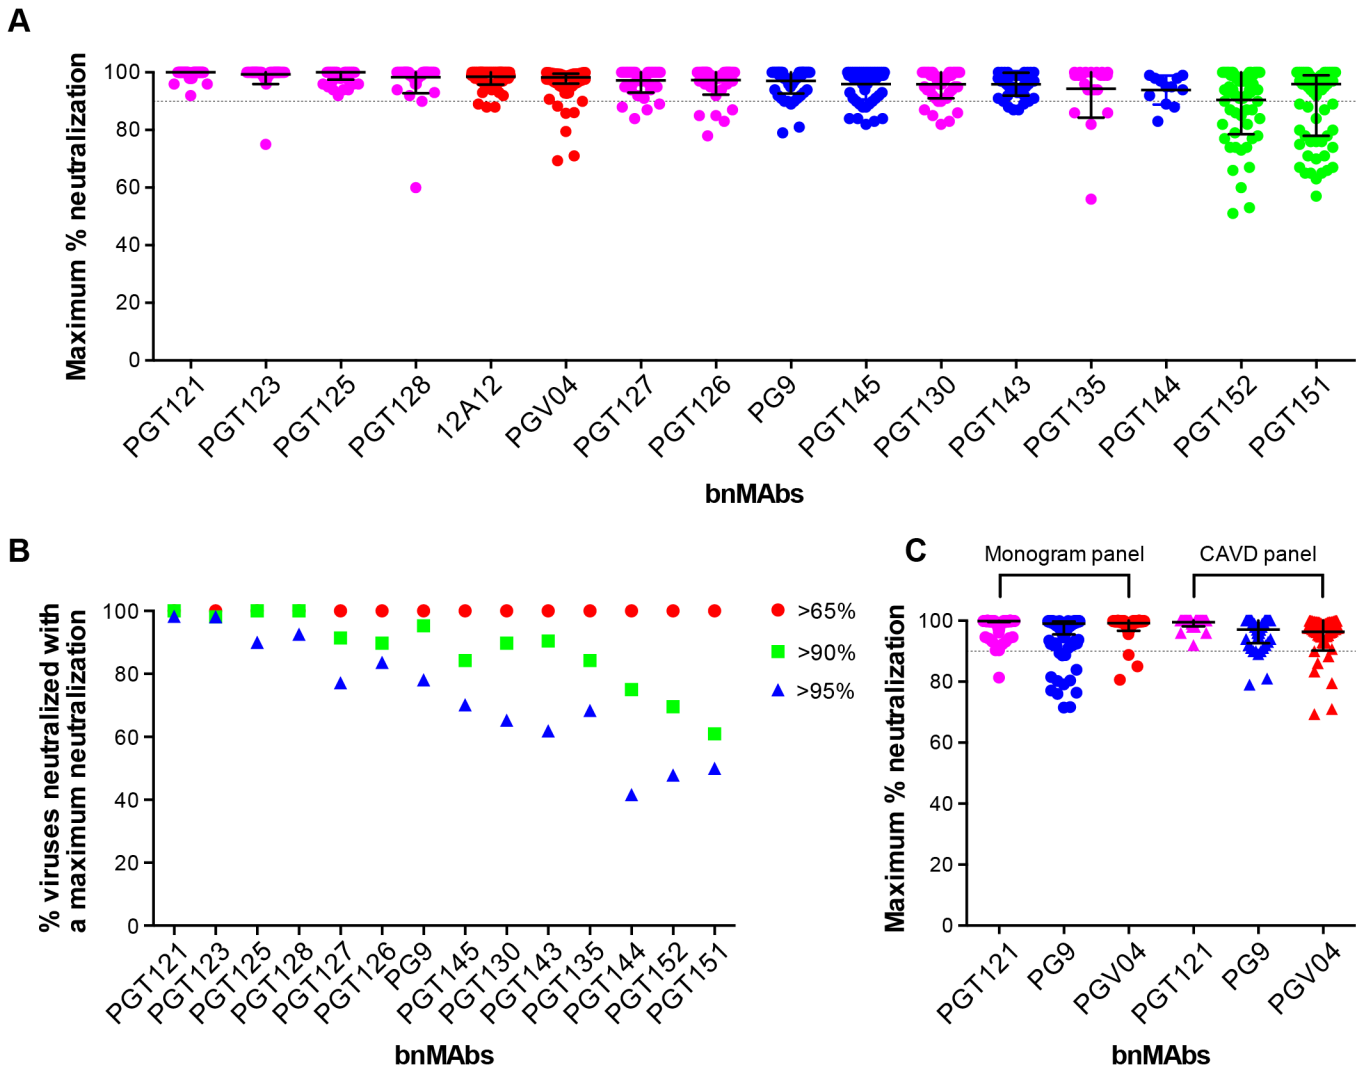 A
Maximum % neutralization
100
80
60
40
20
0
PGT121
PGT123
PGT125
PGT128
12A12
PGV04
PGT127
PGT126
PG9
PGT145
PGT130
PGT143
PGT135
PGT144
PGT152
PGT151
bnMAbs
B
% viruses neutralized with
a maximum neutralization
100
80
60
40
20
0
>65%
>90%
>95%
PGT121
PGT123
PGT125
PGT128
PGT127
PGT126
PG9
PGT145
PGT130
PGT143
PGT135
PGT144
PGT152
PGT151
bnMAbs
C
Monogram panel
CAVD panel
Maximum % neutralization
100
80
60
40
20
0
PGT121
PG9
PGV04
PGT121
PG9
PGV04
bnMAbs